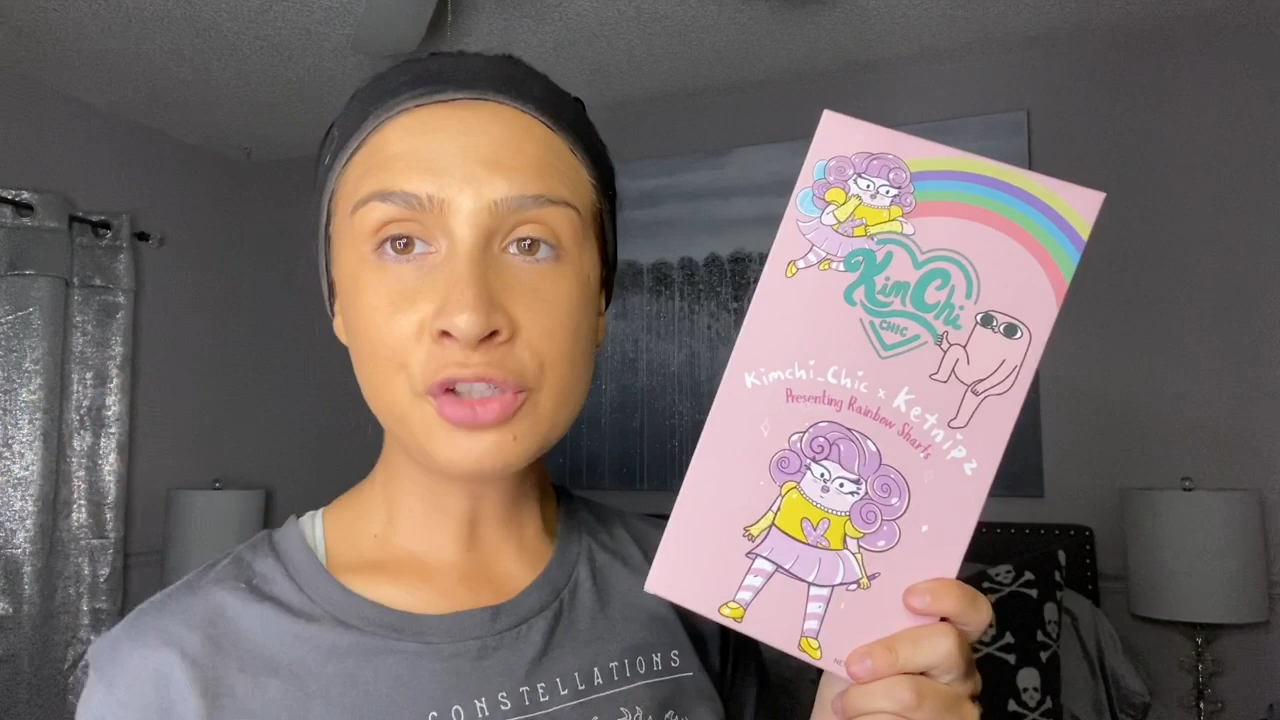 KimChi
CHIC
Kimchi_Chic x Ketnipz
Presenting Rainbow Sharts
CONSTELLATIONS